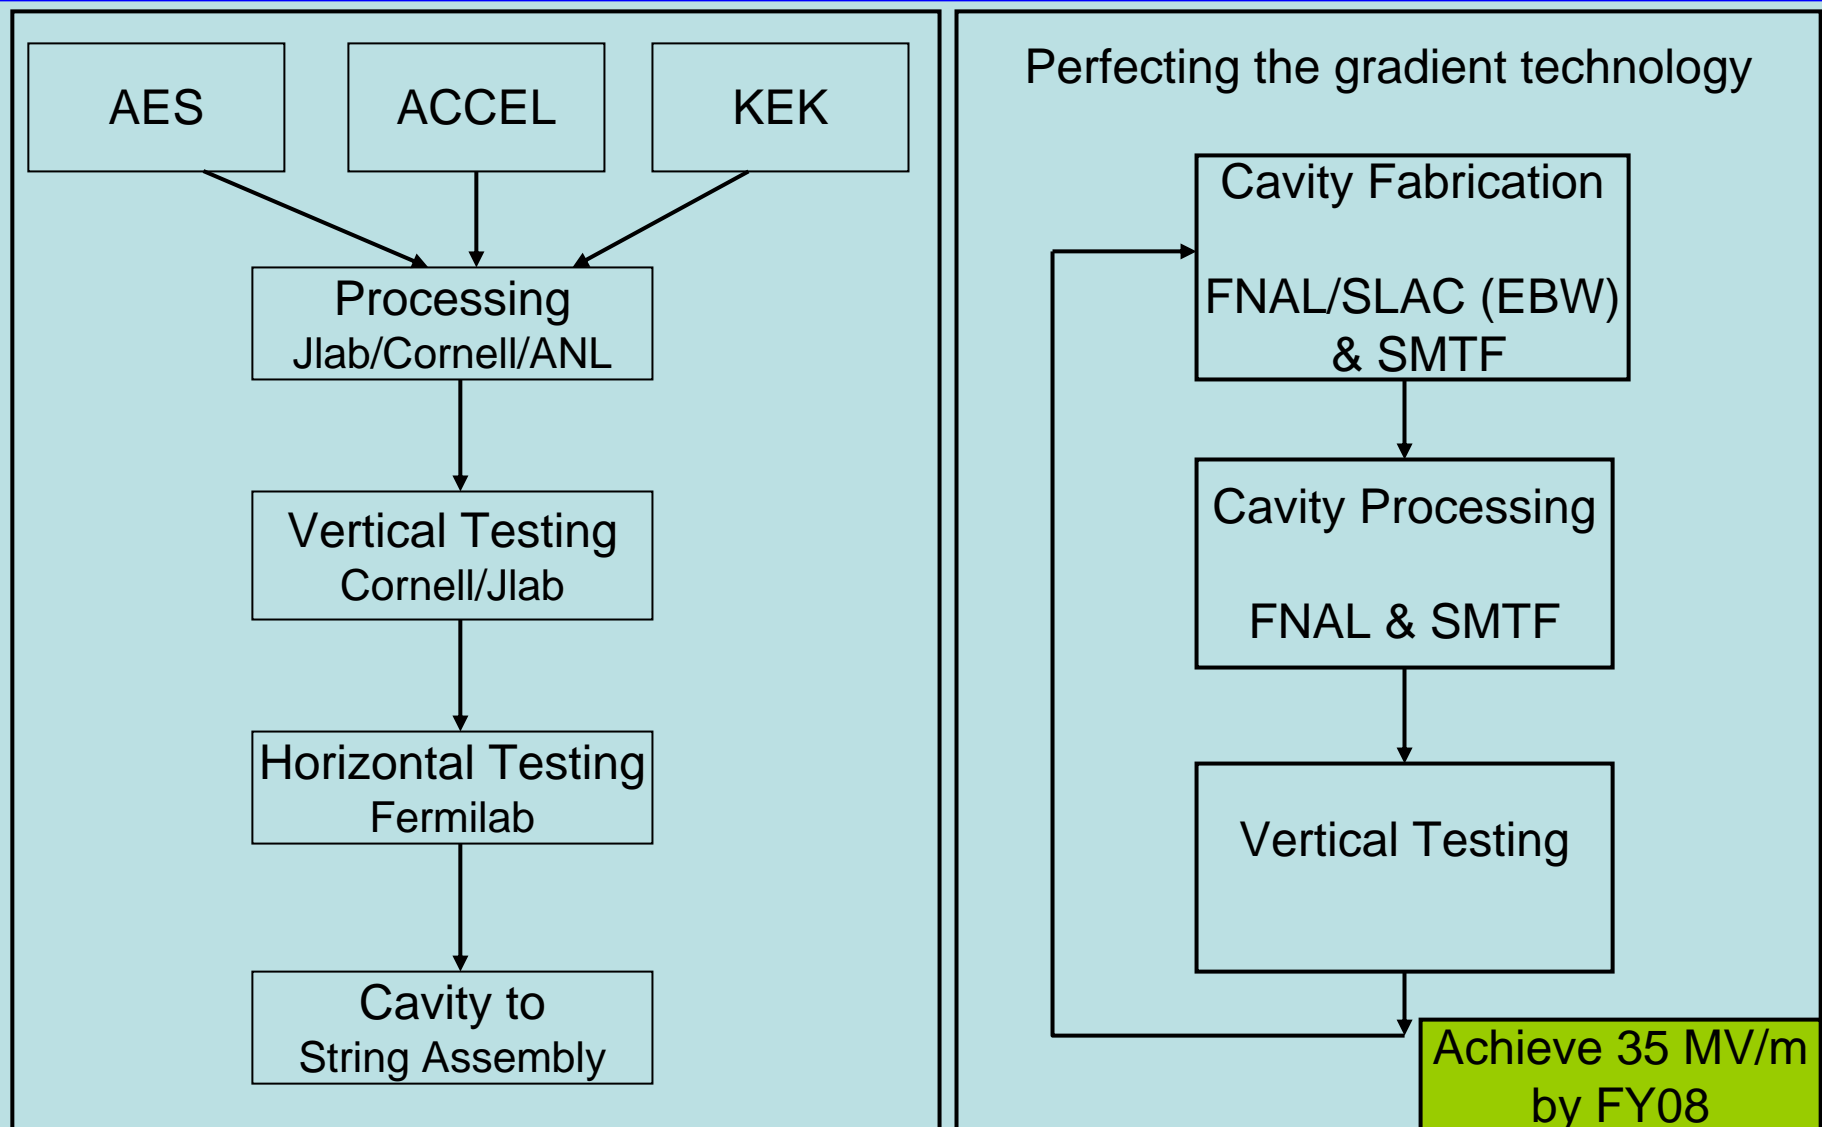 AES
ACCEL
KEK
Processing
Jlab/Cornell/ANL
Vertical Testing
Cornell/Jlab
Horizontal Testing
Fermilab
Cavity to
String Assembly
Perfecting the gradient technology
Cavity Fabrication
FNAL/SLAC (EBW)
& SMTF
Cavity Processing
FNAL & SMTF
Vertical Testing
Achieve 35 MV/m
by FY08